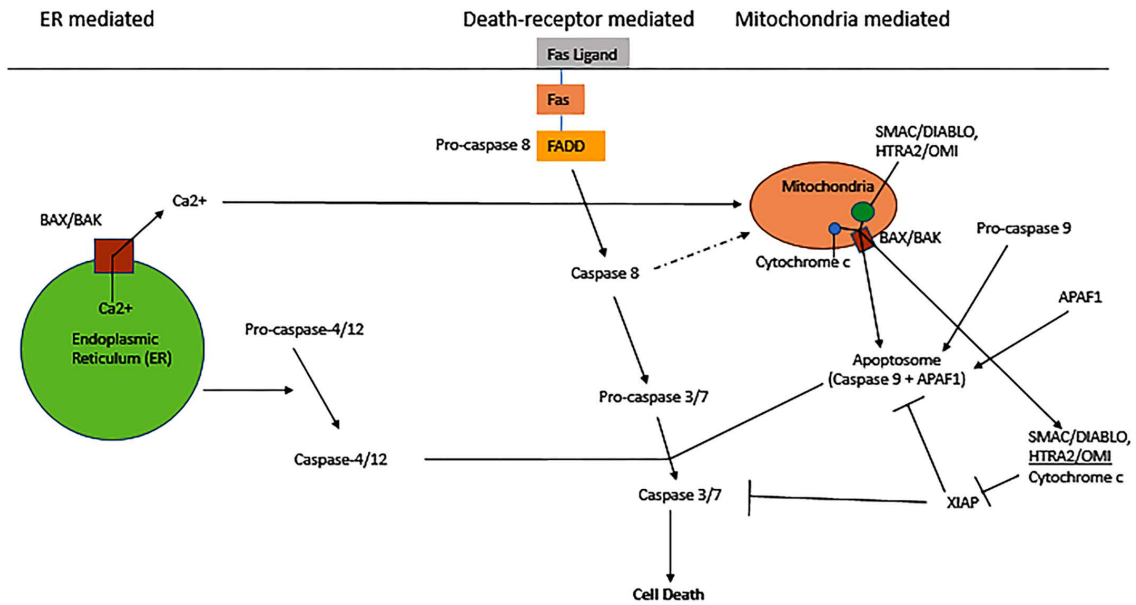 ER mediated
Death-receptor mediated
Mitochondria mediated
Fas Ligand
Fas
Pro-caspase 8
FADD
SMAC/DIABLO,
HTRA2/OMI
Mitochondria
BAX/BAK
Ca2+
BAX/BAK
Pro-caspase 9
Cytochrome c
Caspase 8
Ca2+
APAF1
Endoplasmic
Reticulum (ER)
Pro-caspase-4/12
Apoptosome
(Caspase 9 + APAF1)
Pro-caspase 3/7
Caspase-4/12
SMAC/DIABLO,
HTRA2/OMI
Cytochrome c
Caspase 3/7
XIAP
Cell Death